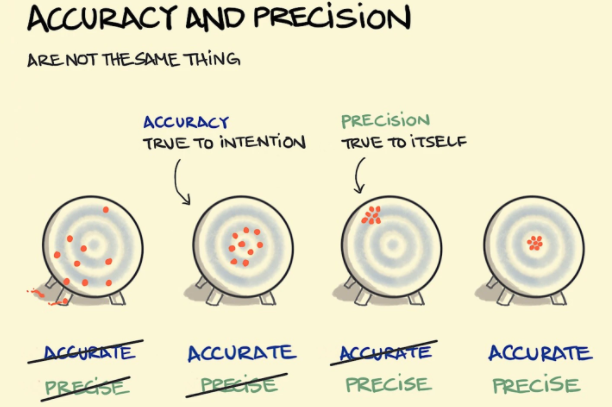 ACCURACY AND PRECISION
ARE NOT THE SAME THING
ACCURACY
TRUE TO INTENTION
PRECISION
TRUE TO ITSELF
ACCURATE
PRECISE
ACCURATE
PRECISE
ACCURATE
PRECISE
ACCURATE
PRECISE